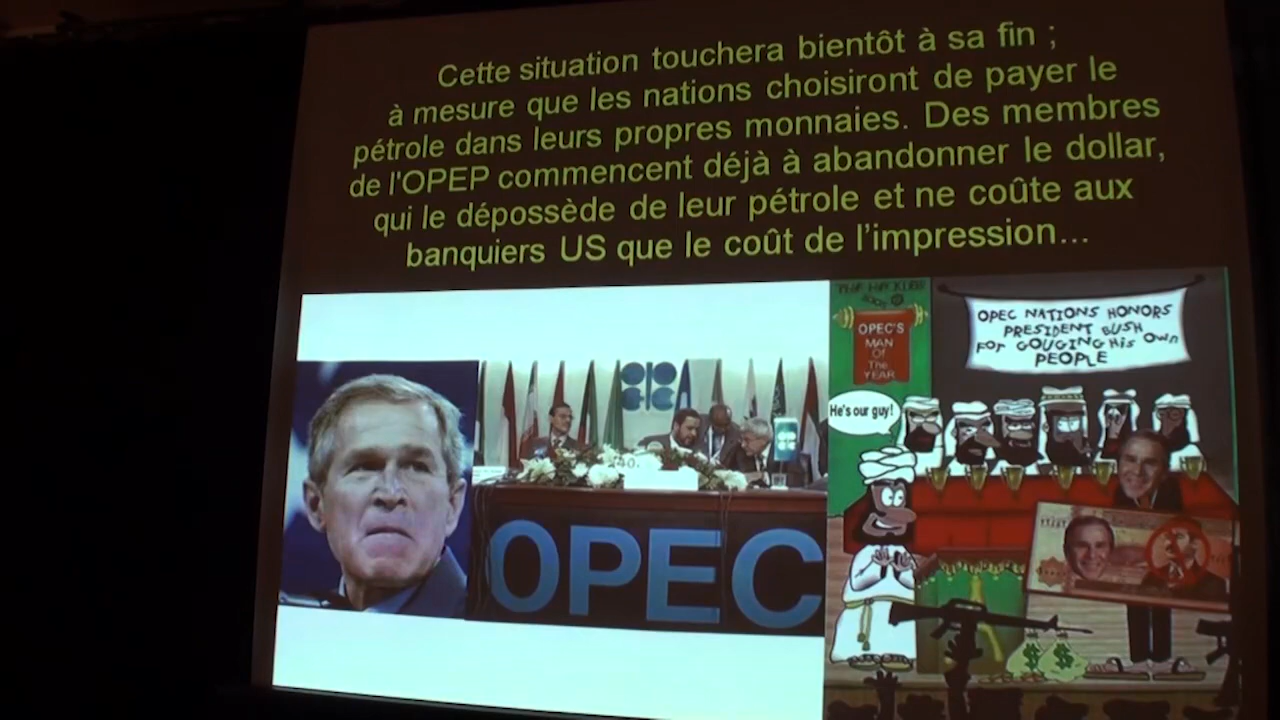 Cette situation touchera bientôt à sa fin ;
à mesure que les nations choisiront de payer le
pétrole dans leurs propres monnaies. Des membres
de l'OPEP commencent déjà à abandonner le dollar,
qui le dépossède de leur pétrole et ne coûte aux
banquiers US que le coût de l’impression...
OPEC
OPEC'S
MAN
OF
The
YEAR
OPEC NATIONS HONORS
PRESIDENT BUSH
FOR GOUGING His OWN
PEOPLE
He's our guy!
$ $